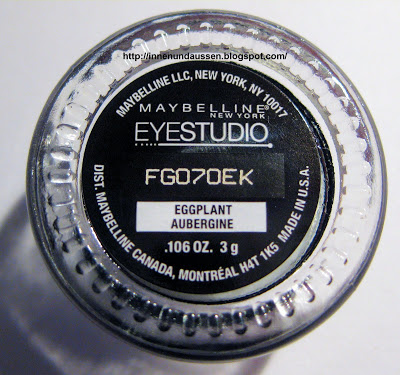 http://innenundaussen.blogspot.com/
MAYBELLINE LLC, NEW YORK, NY 10017
MAYBELLINE
NEW YORK
EYESTUDIO
FG070EK
EGGPLANT
AUBERGINE
.106 OZ. 3 g
DIST. MAYBELLINE CANADA, MONTRÉAL H4T 1K5 MADE IN U.S.A.